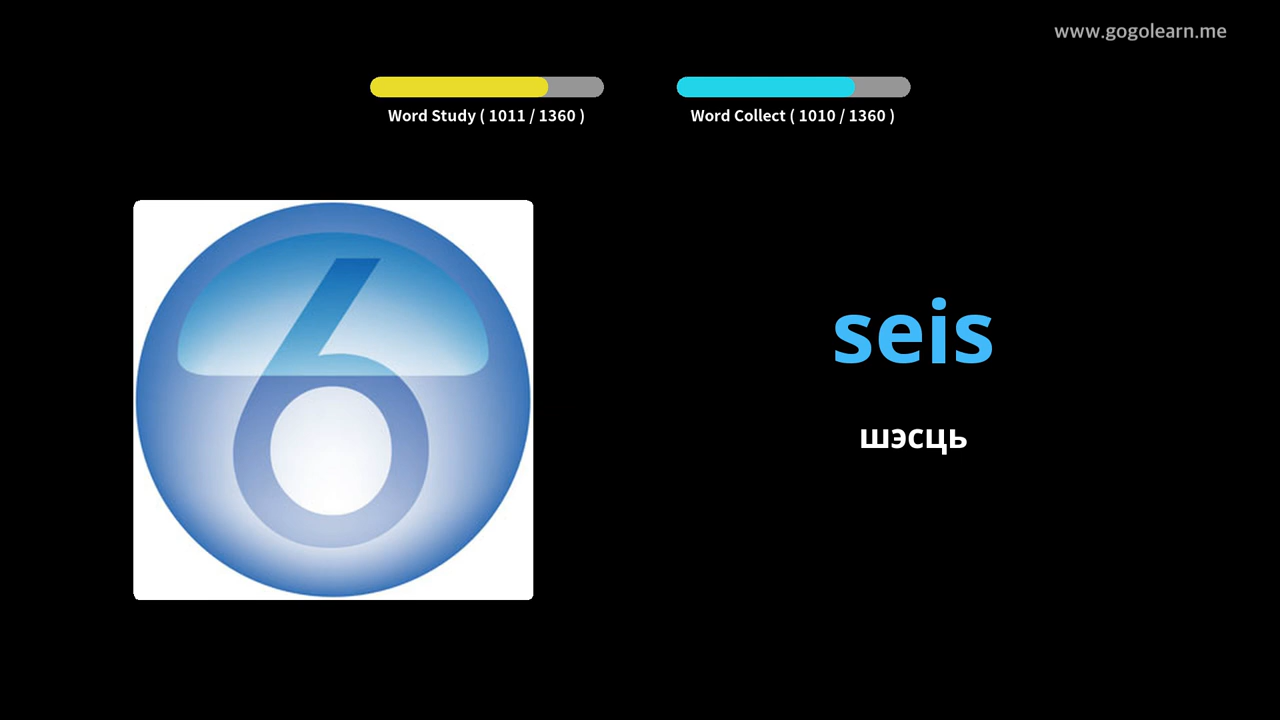 www.gogolearn.me
Word Study ( 1011 / 1360 )
Word Collect ( 1010 / 1360 )
6
seis
шэсць